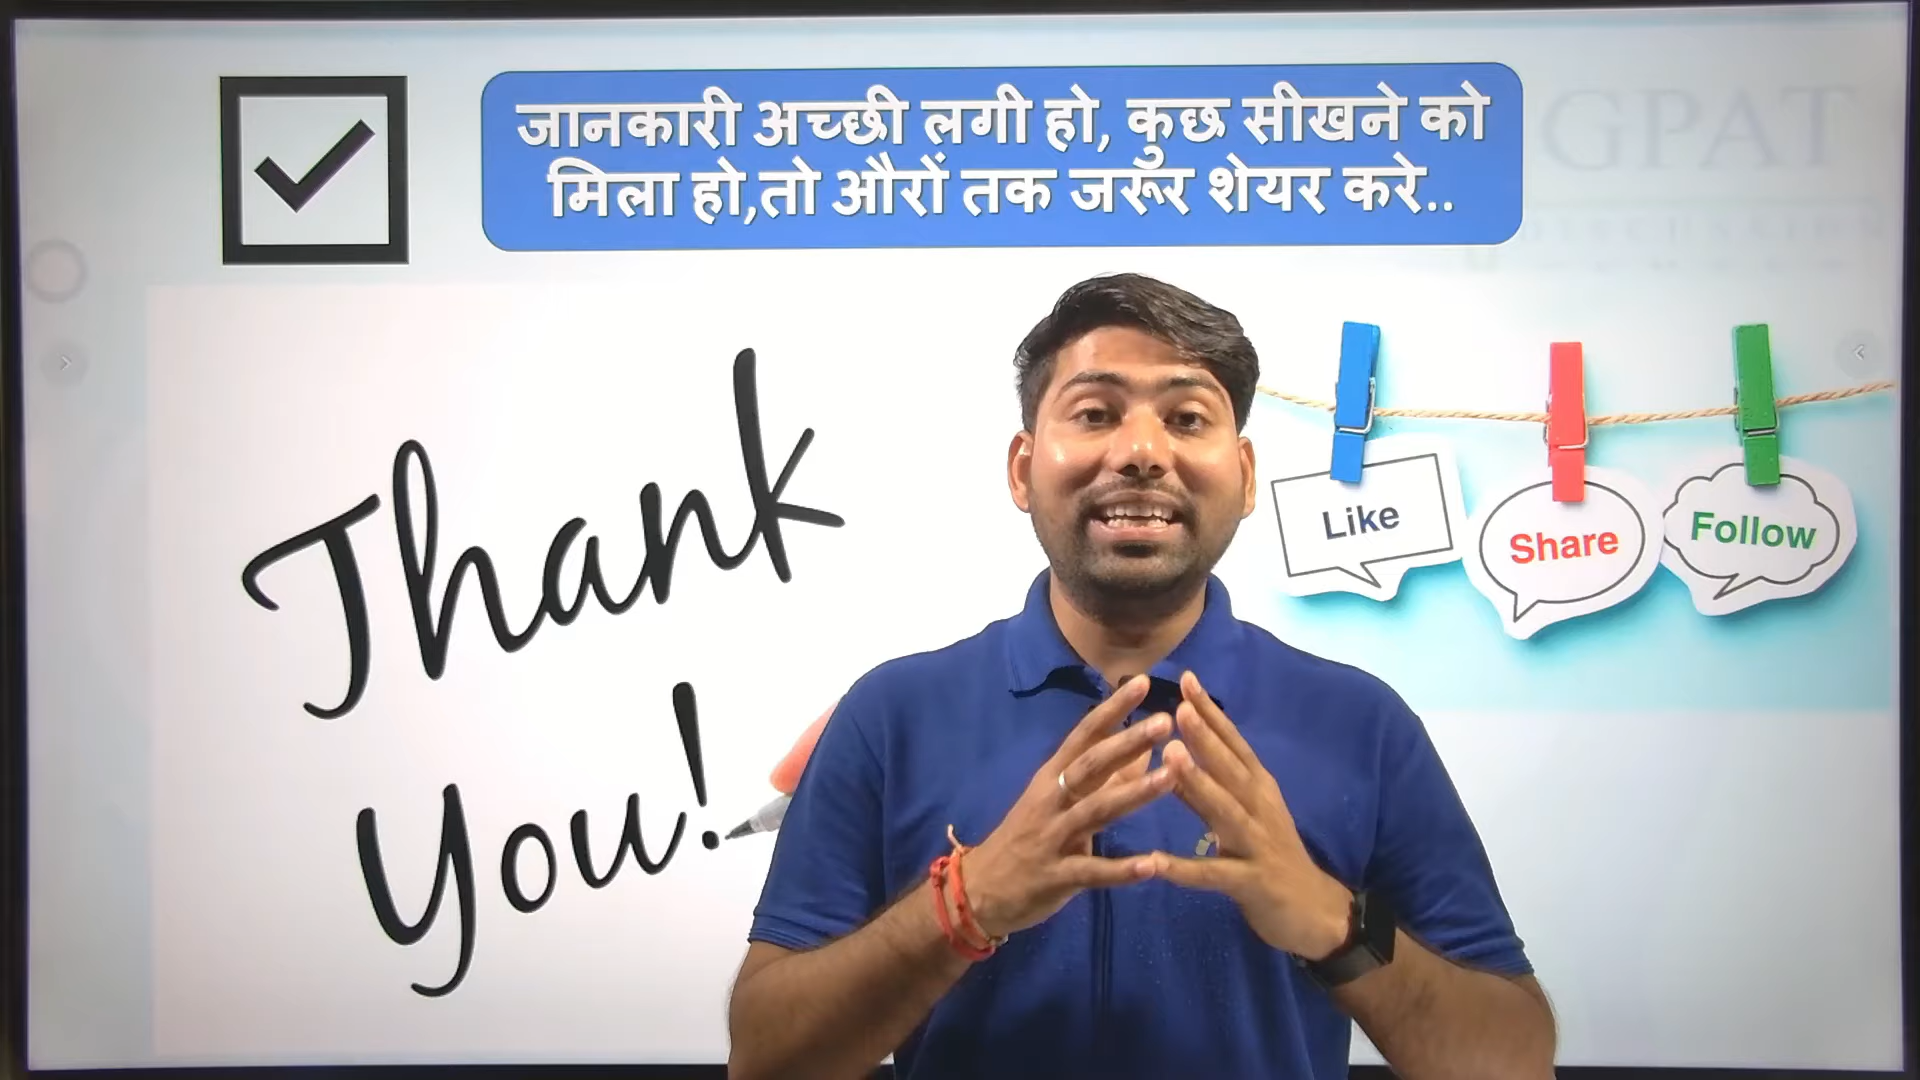 जानकारी अच्छी लगी हो, कुछ सीखने को
मिला हो,तो औरों तक जरूर शेयर करे..
GPAT
Thank
You!
Like
Share
Follow